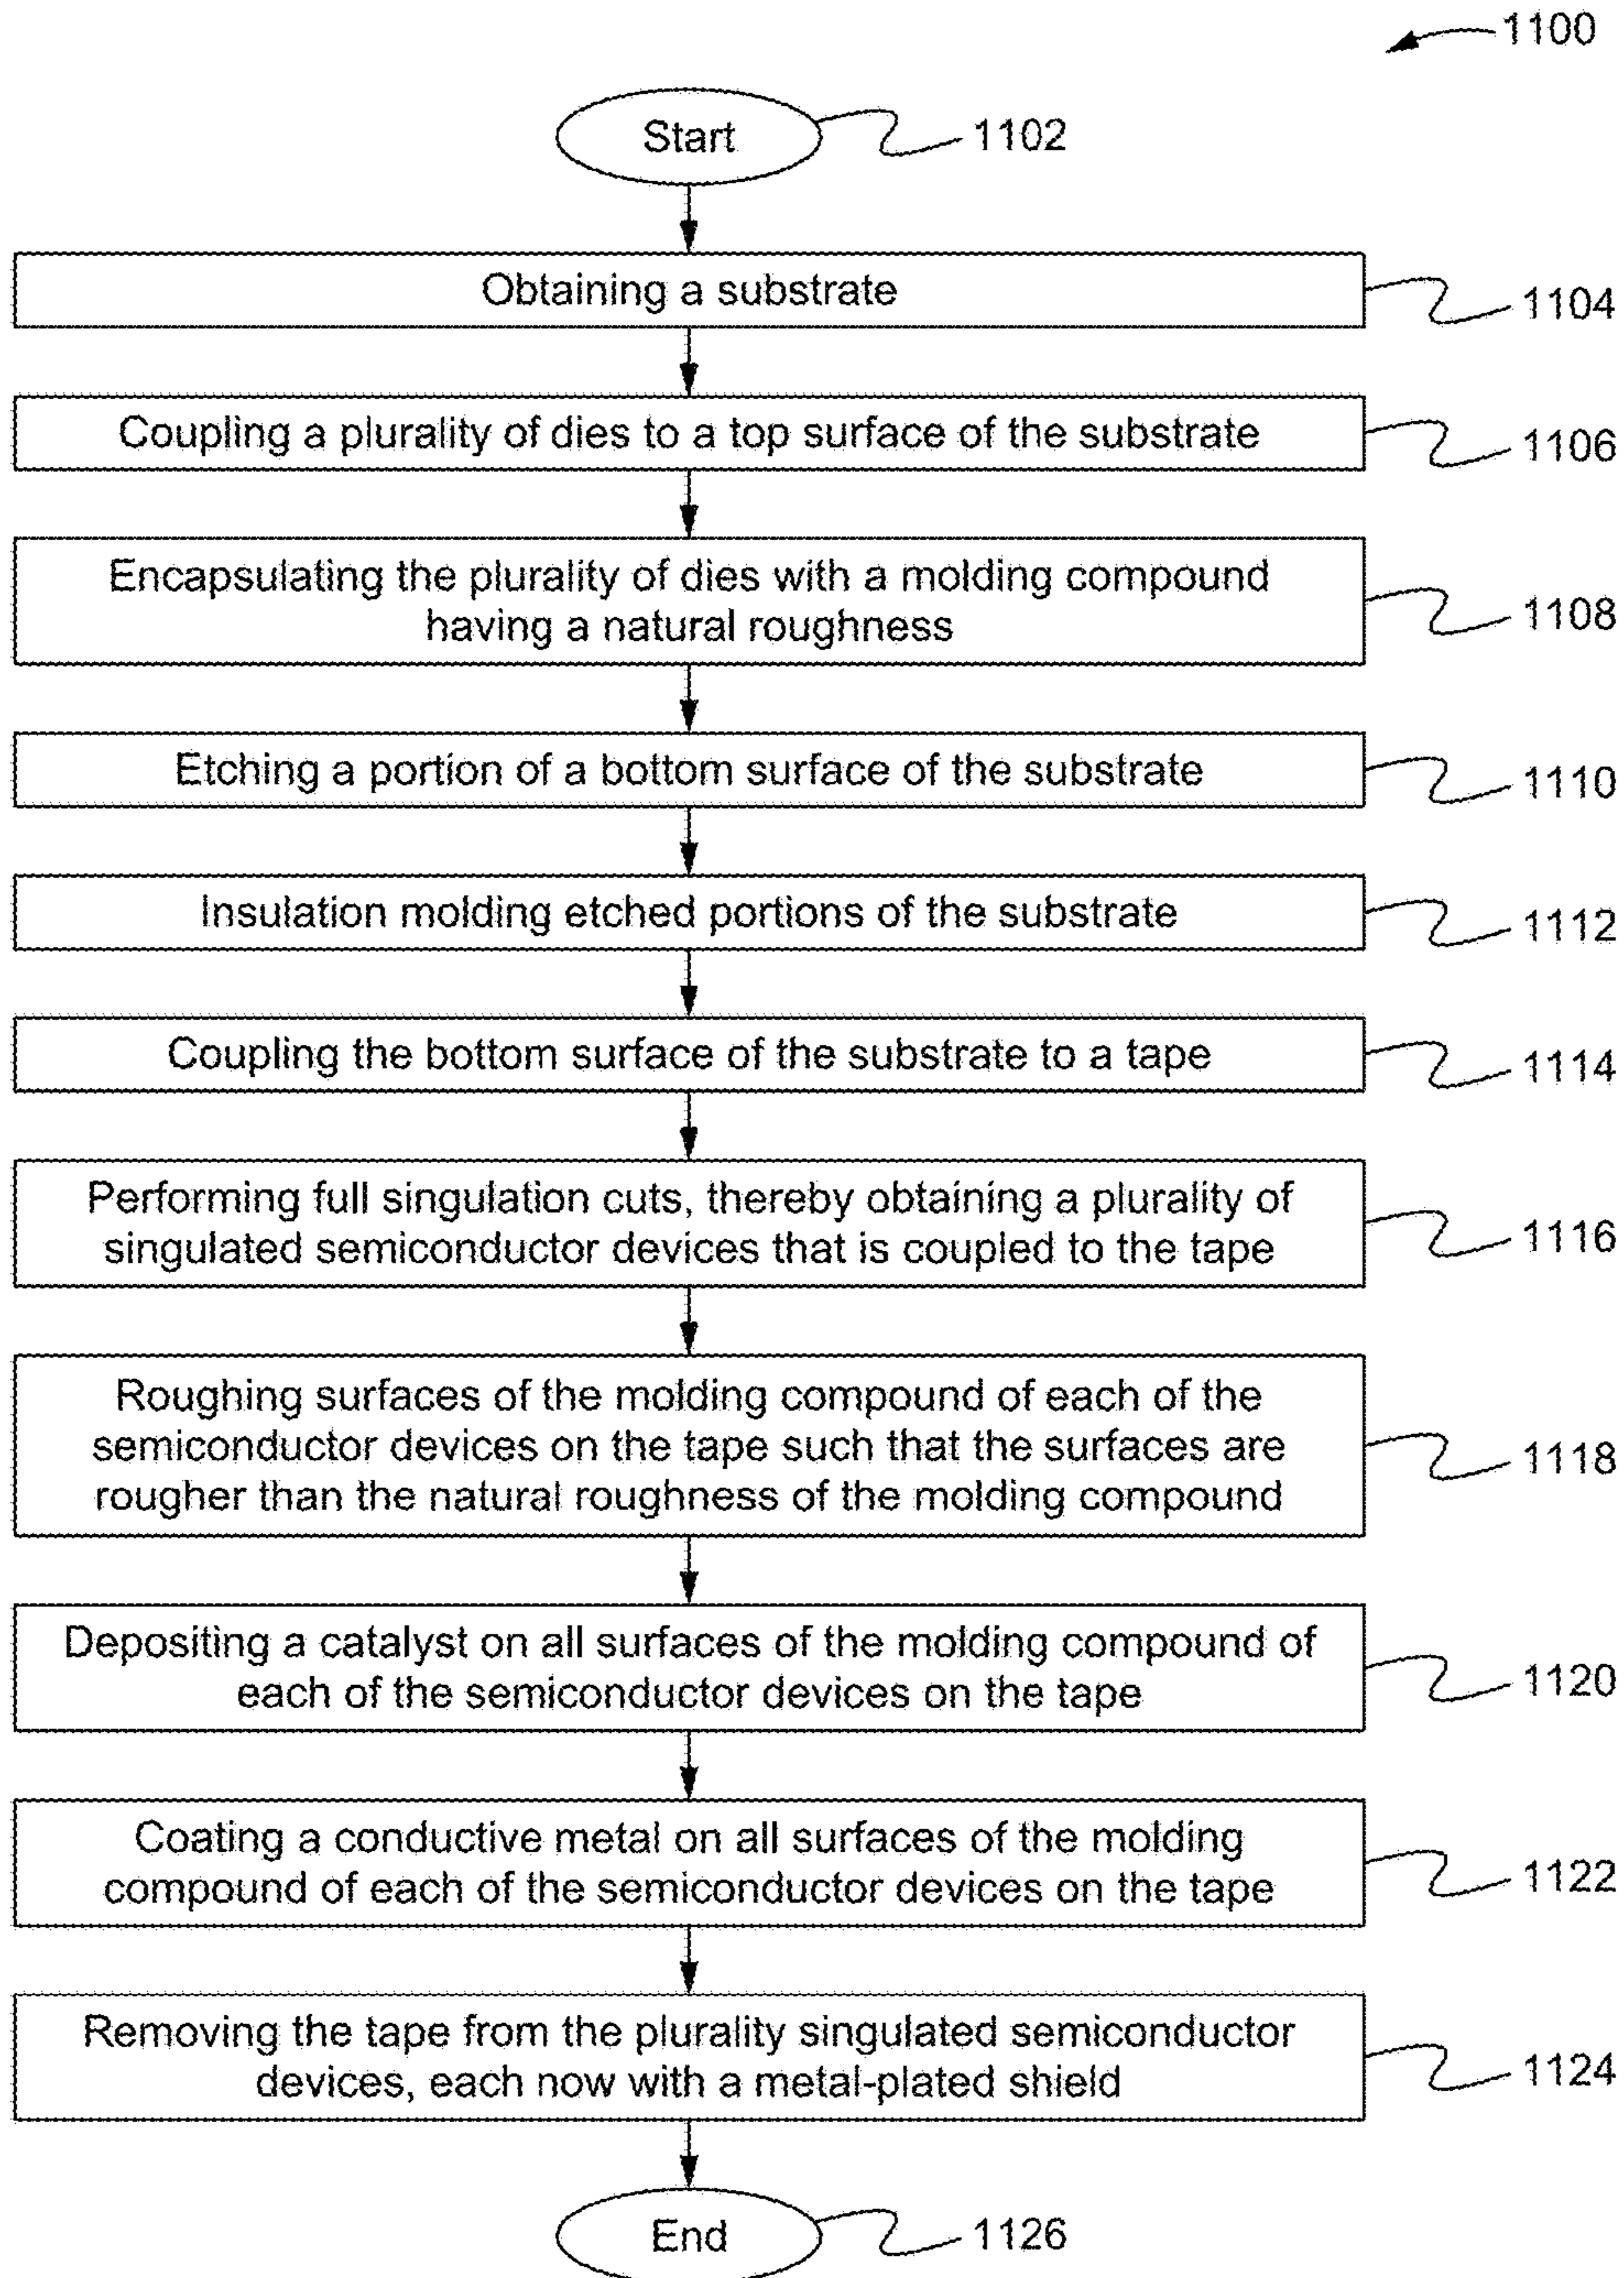 1100
Start
1102
Obtaining a substrate
1104
Coupling a plurality of dies to a top surface of the substrate
1106
Encapsulating the plurality of dies with a molding compound
having a natural roughness
1108
Etching a portion of a bottom surface of the substrate
1110
Insulation molding etched portions of the substrate
1112
Coupling the bottom surface of the substrate to a tape
1114
Performing full singulation cuts, thereby obtaining a plurality of
singulated semiconductor devices that is coupled to the tape
1116
Roughing surfaces of the molding compound of each of the
semiconductor devices on the tape such that the surfaces are
rougher than the natural roughness of the molding compound
1118
Depositing a catalyst on all surfaces of the molding compound of
each of the semiconductor devices on the tape
1120
Coating a conductive metal on all surfaces of the molding
compound of each of the semiconductor devices on the tape
1122
Removing the tape from the plurality singulated semiconductor
devices, each now with a metal-plated shield
1124
End
1126